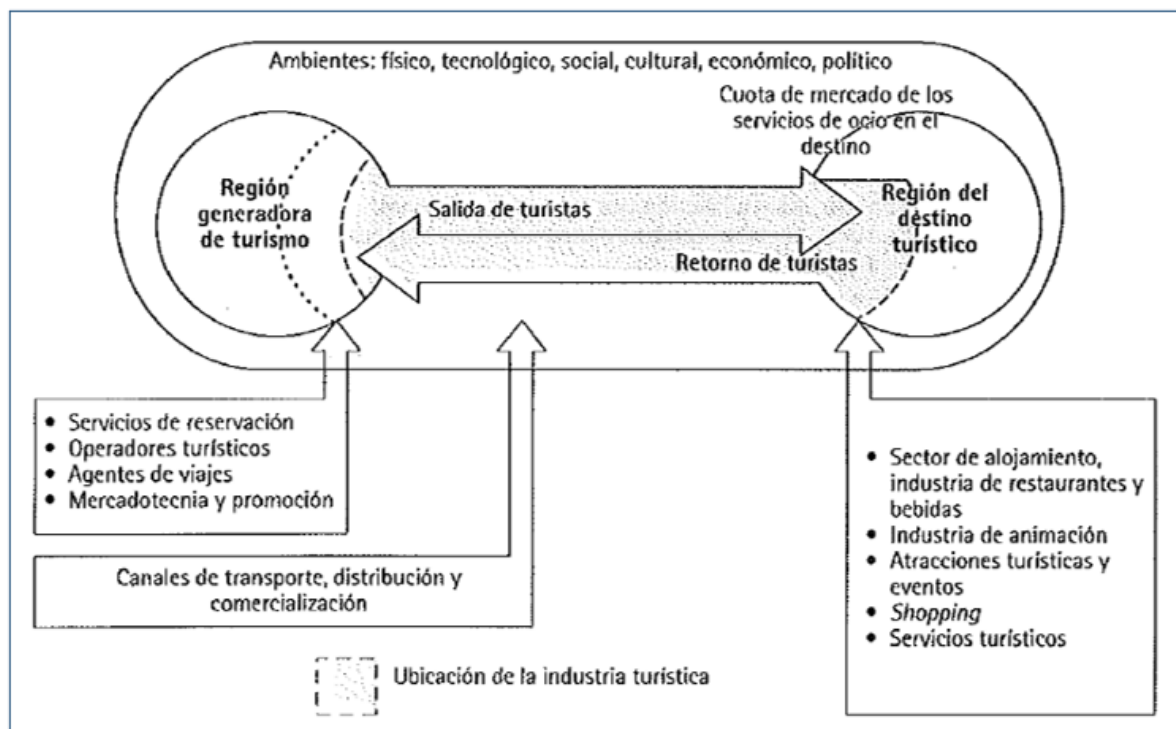 Ambientes: físico, tecnológico, social, cultural, económico, político
Cuota de mercado de los
servicios de ocio en el
destino
Región
generadora
de turismo
Salida de turistas
Retorno de turistas
Región del
destino
turístico
• Servicios de reservación
• Operadores turísticos
• Agentes de viajes
• Mercadotecnia y promoción
Canales de transporte, distribución y
comercialización
• Sector de alojamiento,
industria de restaurantes y
bebidas
• Industria de animación
• Atracciones turísticas y
eventos
• Shopping
• Servicios turísticos
Ubicación de la industria turística